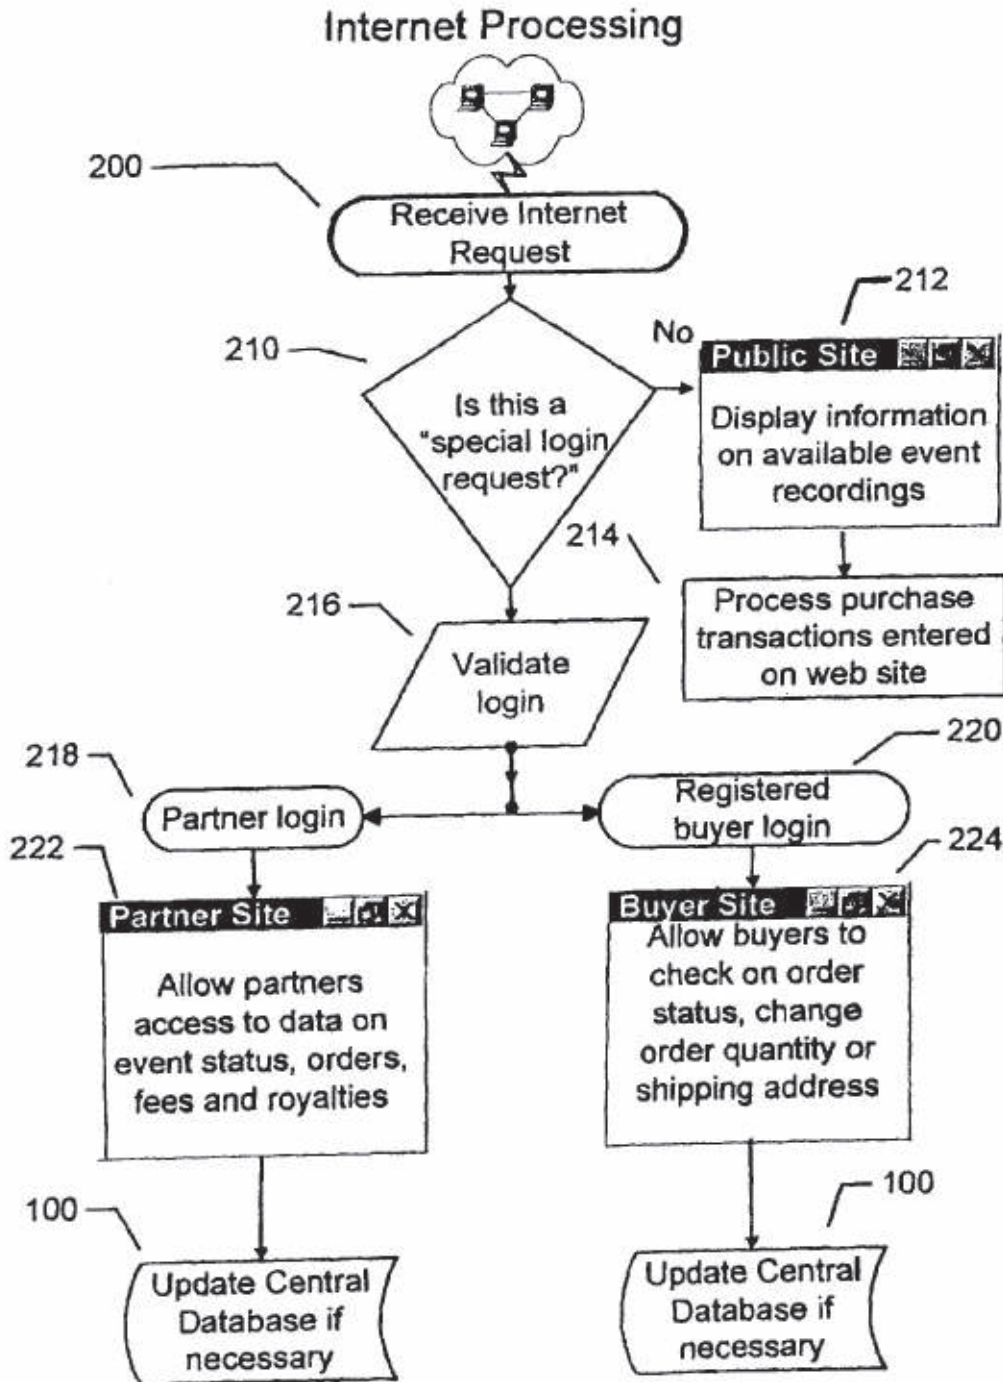 Internet Processing
200
Receive Internet
Request
210
Is this a
"special login
request?"
No
212
Public Site
Display information
on available event
recordings
214
Process purchase
transactions entered
on web site
216
Validate
login
218
Partner login
220
Registered
buyer login
222
Partner Site
Allow partners
access to data on
event status, orders,
fees and royalties
224
Buyer Site
Allow buyers to
check on order
status, change
order quantity or
shipping address
100
Update Central
Database if
necessary
100
Update Central
Database if
necessary